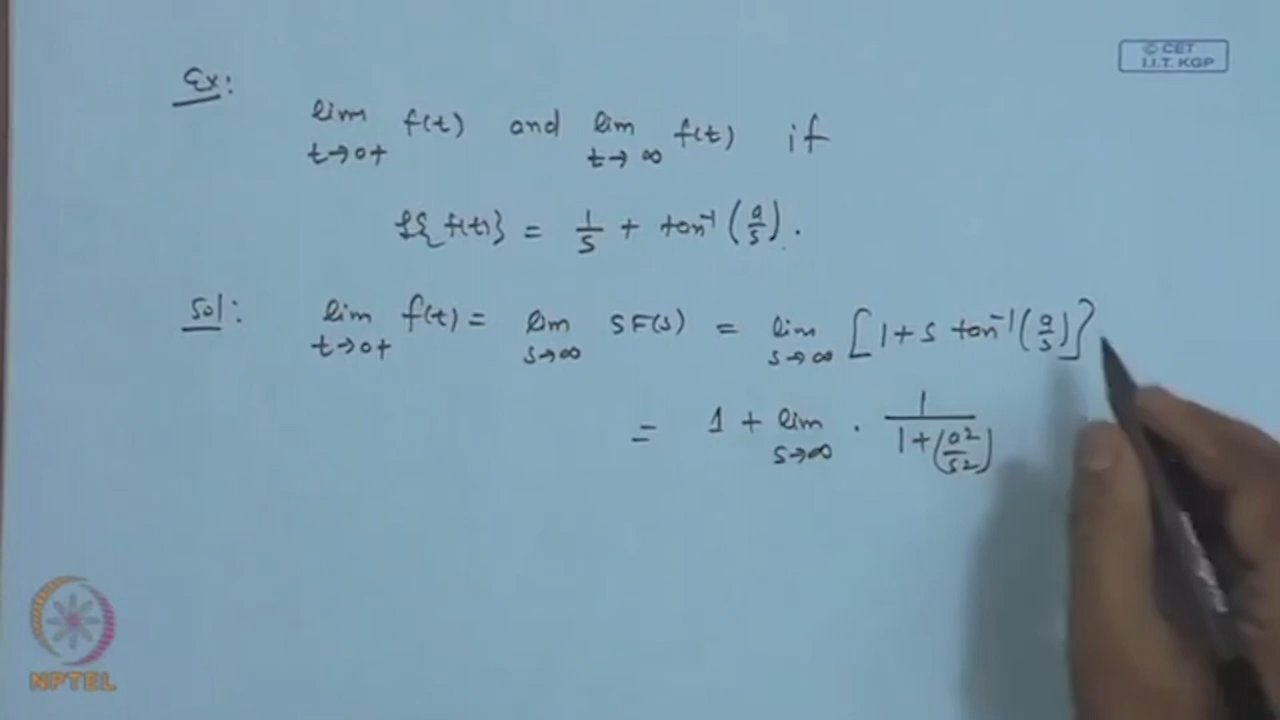 © CET
I.I.T. KGP
Ex:
lim t→0+ f(t) and lim t→∞ f(t) if
L{f(t)} = 1/s + tan⁻¹(a/s).
Sol: lim t→0+ f(t) = lim s→∞ sF(s) = lim s→∞ [1 + s tan⁻¹(a/s)]
= 1 + lim s→∞ · 1/(1+(a²/s²))
NPTEL